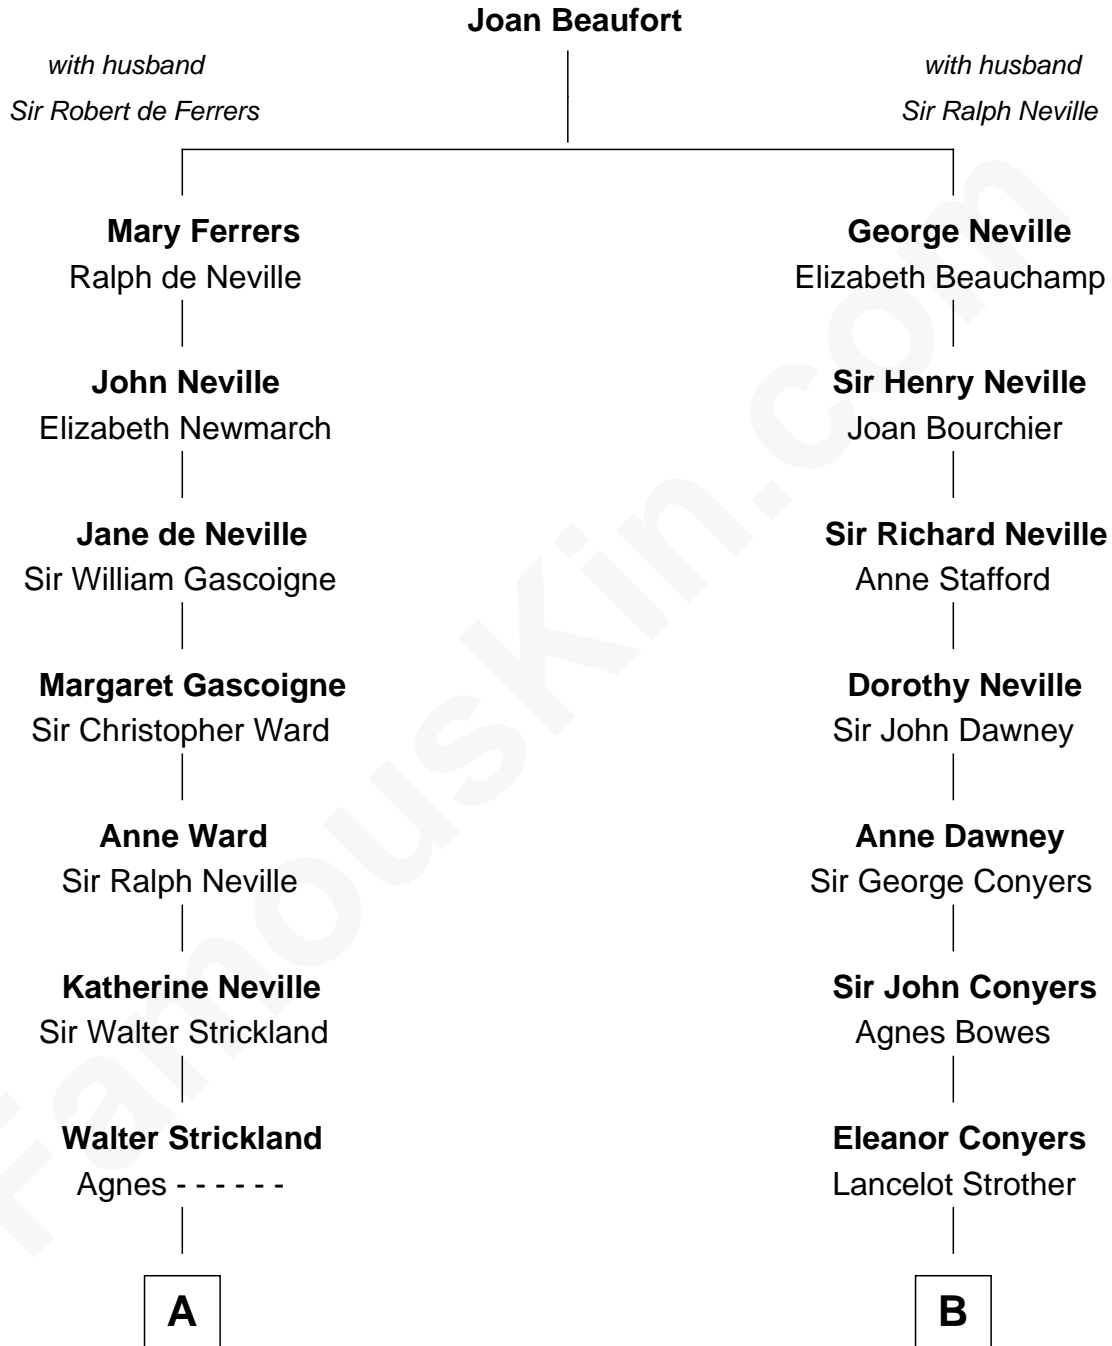 Joan Beaufort
with husband
Sir Robert de Ferrers
with husband
Sir Ralph Neville
Mary Ferrers
Ralph de Neville
George Neville
Elizabeth Beauchamp
John Neville
Elizabeth Newmarch
Sir Henry Neville
Joan Bourchier
Jane de Neville
Sir William Gascoigne
Sir Richard Neville
Anne Stafford
Margaret Gascoigne
Sir Christopher Ward
Dorothy Neville
Sir John Dawney
Anne Ward
Sir Ralph Neville
Anne Dawney
Sir George Conyers
Katherine Neville
Sir Walter Strickland
Sir John Conyers
Agnes Bowes
Walter Strickland
Agnes - - - - - -
Eleanor Conyers
Lancelot Strother
A
B
FamousKin.com